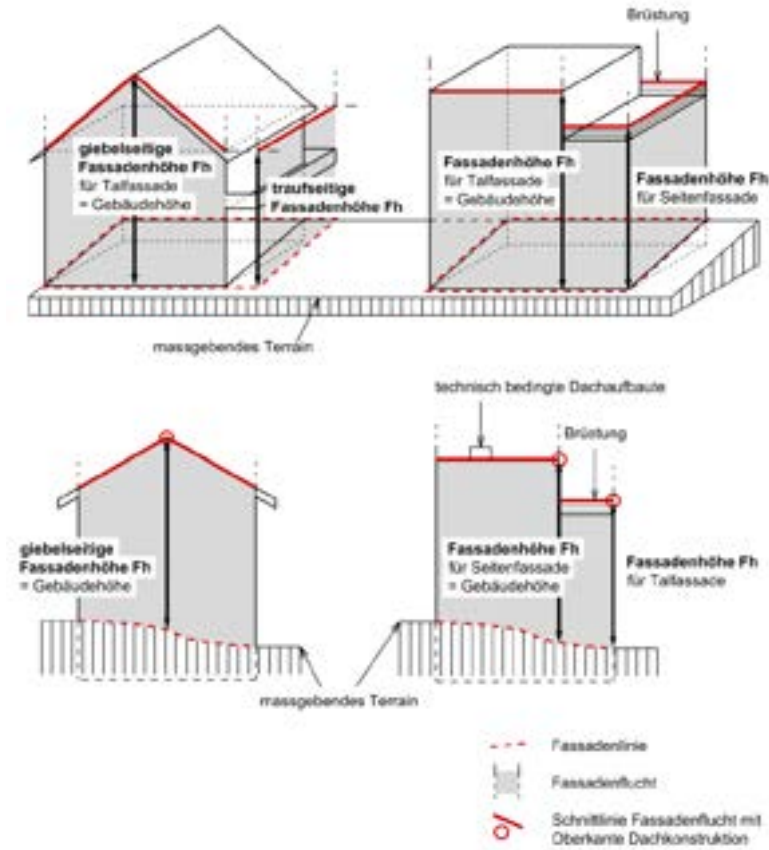 Brüstung
giebelseitige
Fassadenhöhe Fh
für Talfassade
= Gebäudehöhe
traufseitige
Fassadenhöhe Fh
Fassadenhöhe Fh
für Talfassade
= Gebäudehöhe
Fassadenhöhe Fh
für Seitenfassade
massgebendes Terrain
technisch bedingte Dachaufbaute
Brüstung
giebelseitige
Fassadenhöhe Fh
= Gebäudehöhe
Fassadenhöhe Fh
für Seitenfassade
= Gebäudehöhe
Fassadenhöhe Fh
für Talfassade
massgebendes Terrain
Fassadenlinie
Fassadenflucht
Schnittlinie Fassadenflucht mit
Oberkante Dachkonstruktion